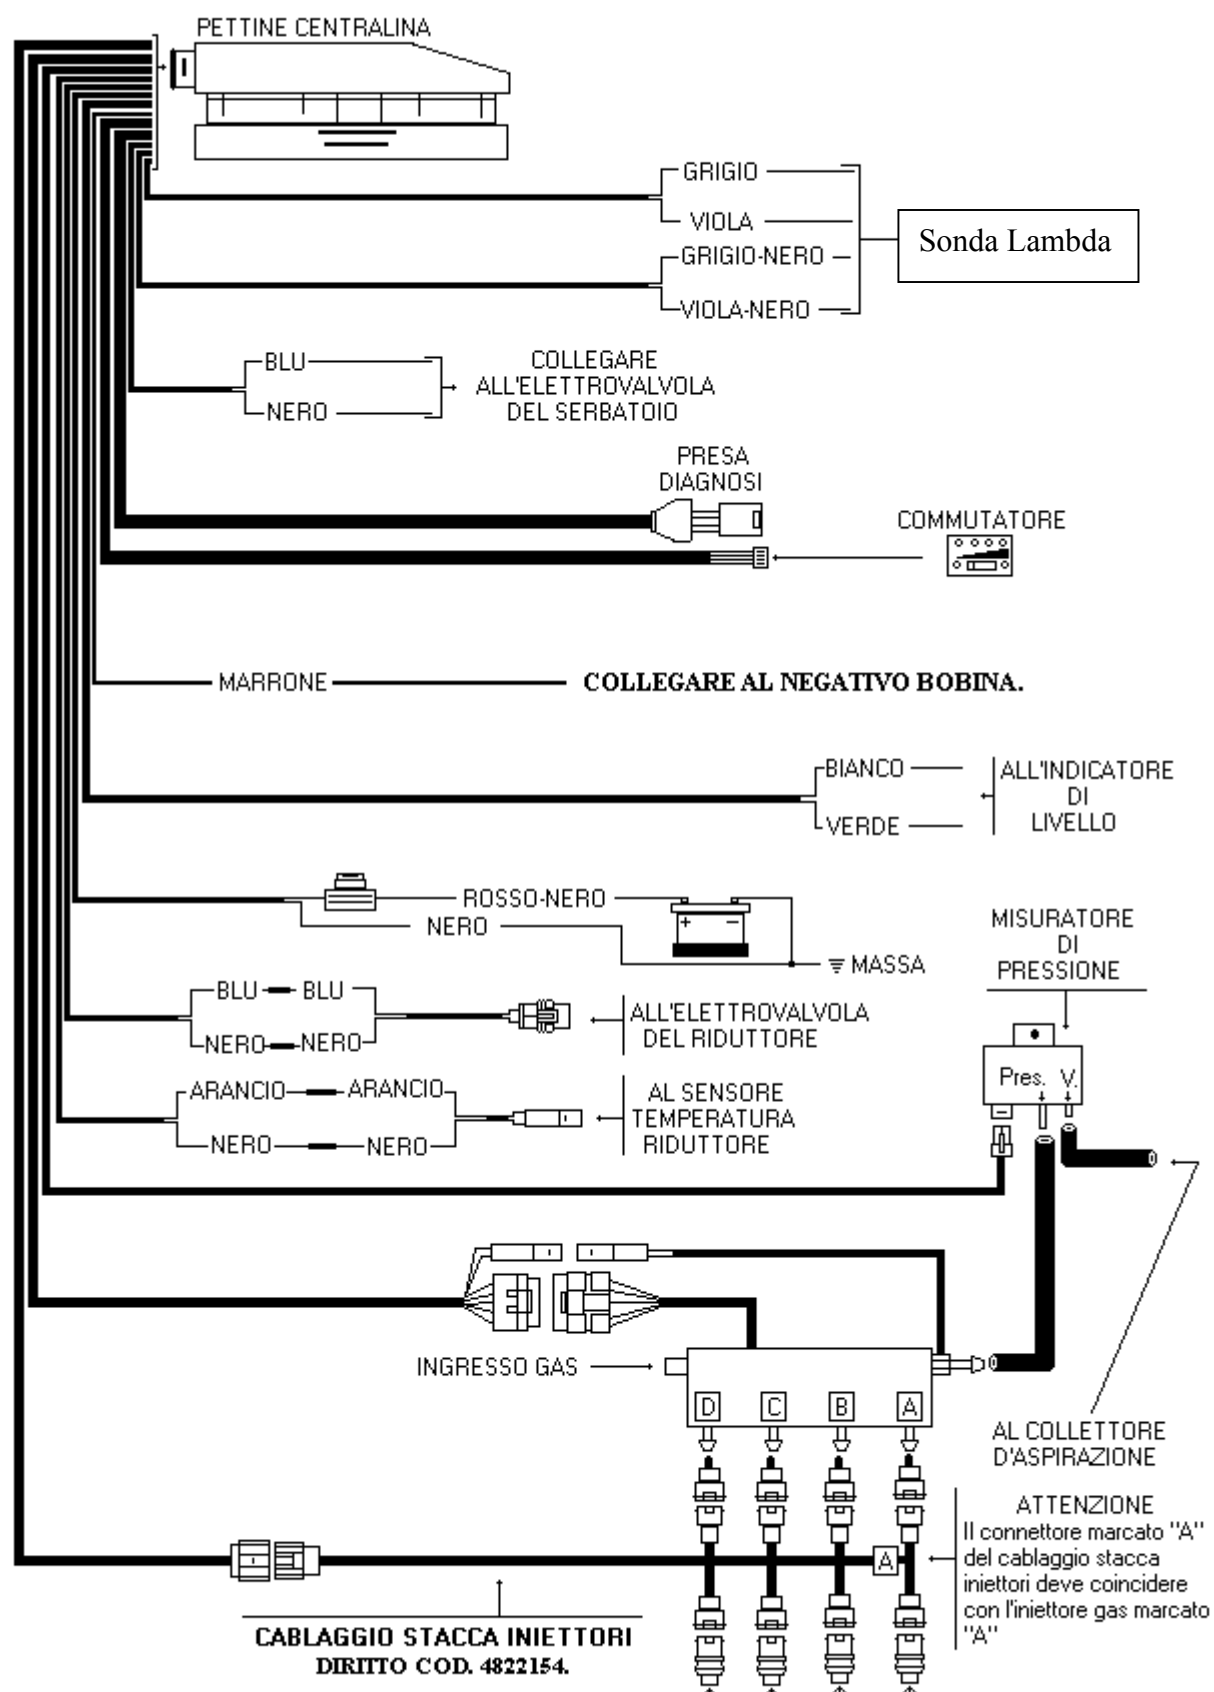 PETTINE CENTRALINA
GRIGIO
VIOLA
GRIGIO-NERO
VIOLA-NERO
Sonda Lambda
BLU
NERO
COLLEGARE
ALL'ELETTROVALVOLA
DEL SERBATOIO
PRESA
DIAGNOSI
COMMUTATORE
MARRONE
COLLEGARE AL NEGATIVO BOBINA.
BIANCO
VERDE
ALL'INDICATORE
DI
LIVELLO
ROSSO-NERO
NERO
+ −
MASSA
MISURATORE
DI
PRESSIONE
BLU BLU
NERO NERO
ALL'ELETTROVALVOLA
DEL RIDUTTORE
Pres. V.
ARANCIO ARANCIO
NERO NERO
AL SENSORE
TEMPERATURA
RIDUTTORE
INGRESSO GAS
D C B A
AL COLLETTORE
D'ASPIRAZIONE
A
ATTENZIONE
Il connettore marcato "A"
del cablaggio stacca
iniettori deve coincidere
con l'iniettore gas marcato
"A"
CABLAGGIO STACCA INIETTORI
DIRITTO COD. 4822154.